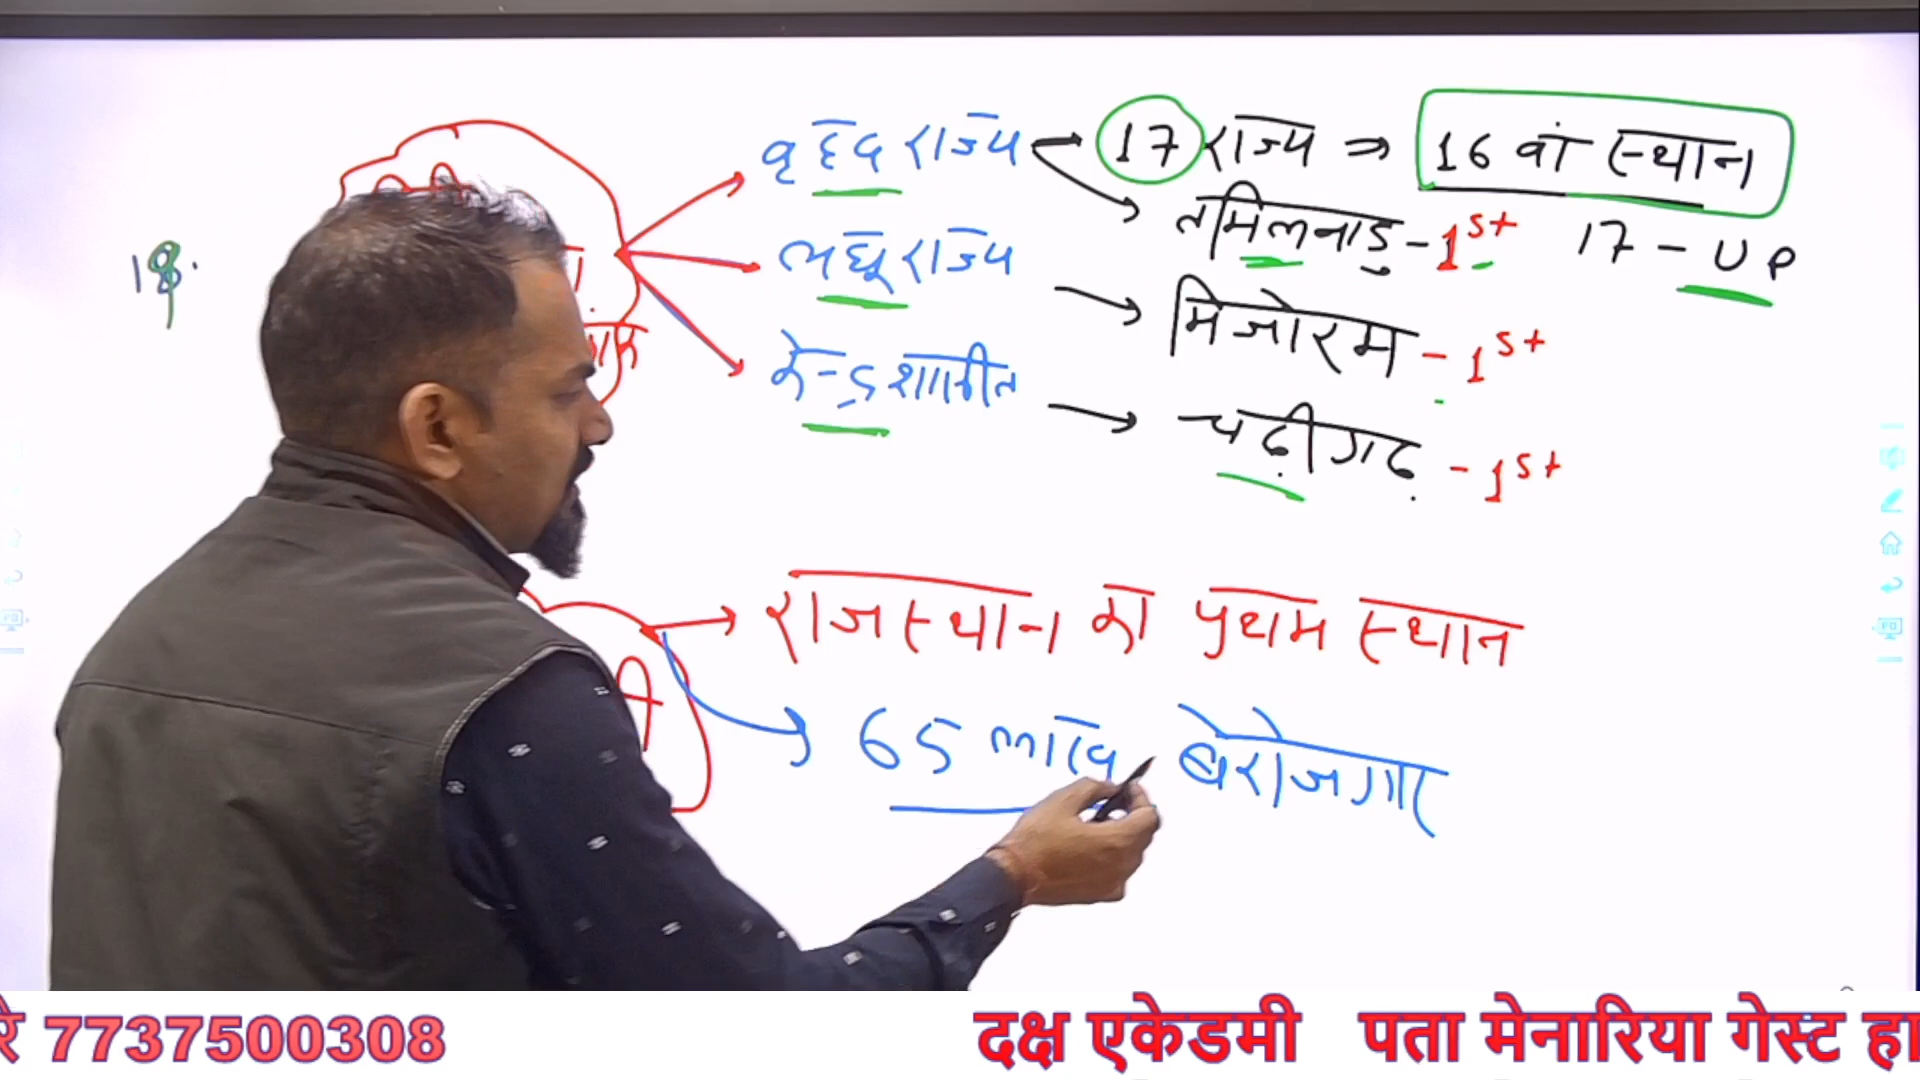 बृहद राज्य → 17 राज्य ⇒ 16 वां स्थान
तमिलनाडु - 1st 17 - UP
लघु राज्य → मिजोरम - 1st
18.
केन्द्रशासीत → चढ़ीगढ़ - 1st
राजस्थान का प्रथम स्थान
65 लाख बेरोजगार
रे 7737500308 दक्ष एकेडमी पता मेनारिया गेस्ट हा